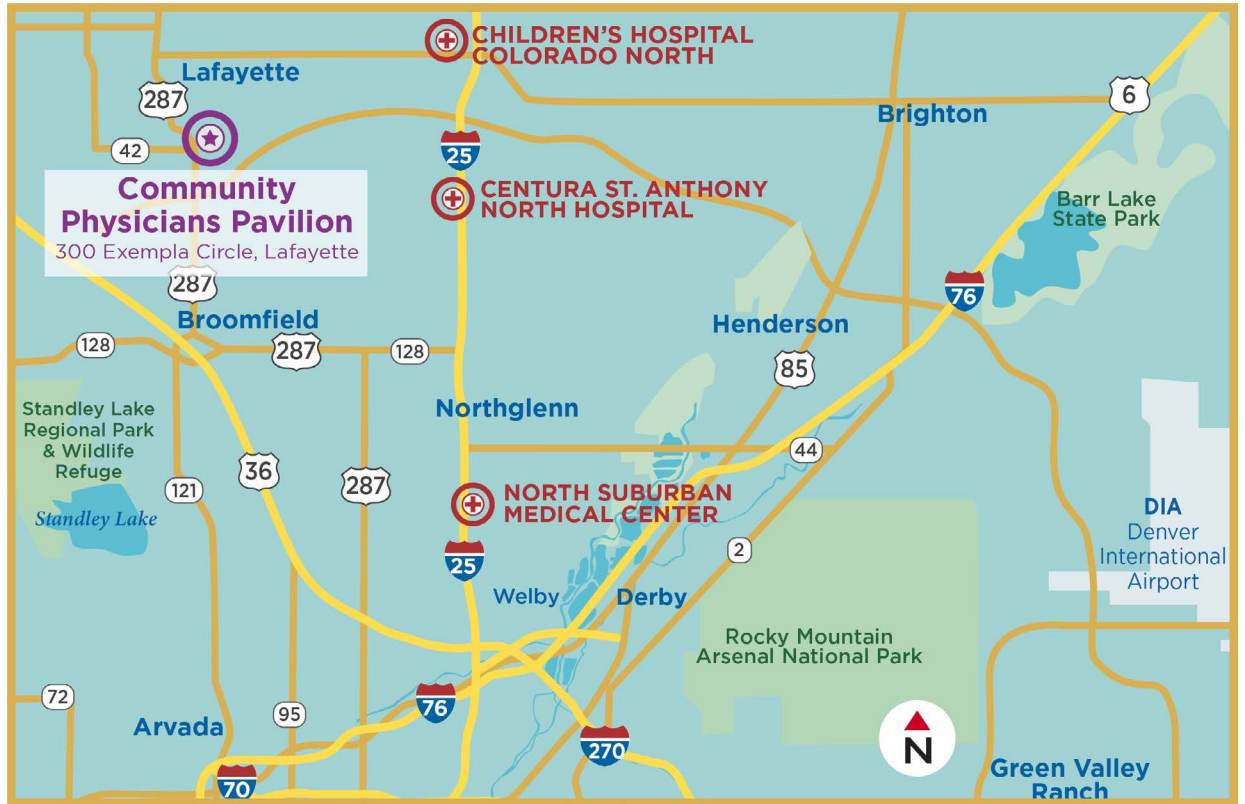 CHILDREN'S HOSPITAL
COLORADO NORTH
Lafayette
287
6
Brighton
42
25
Community
Physicians Pavilion
300 Exempla Circle, Lafayette
CENTURA ST. ANTHONY
NORTH HOSPITAL
Barr Lake
State Park
287
76
Broomfield
Henderson
128
287
128
85
Standley Lake
Regional Park
& Wildlife
Refuge
Northglenn
36
44
121
287
NORTH SUBURBAN
MEDICAL CENTER
Standley Lake
DIA
Denver
International
Airport
2
25
Welby
Derby
Rocky Mountain
Arsenal National Park
72
76
95
Arvada
270
N
70
Green Valley
Ranch